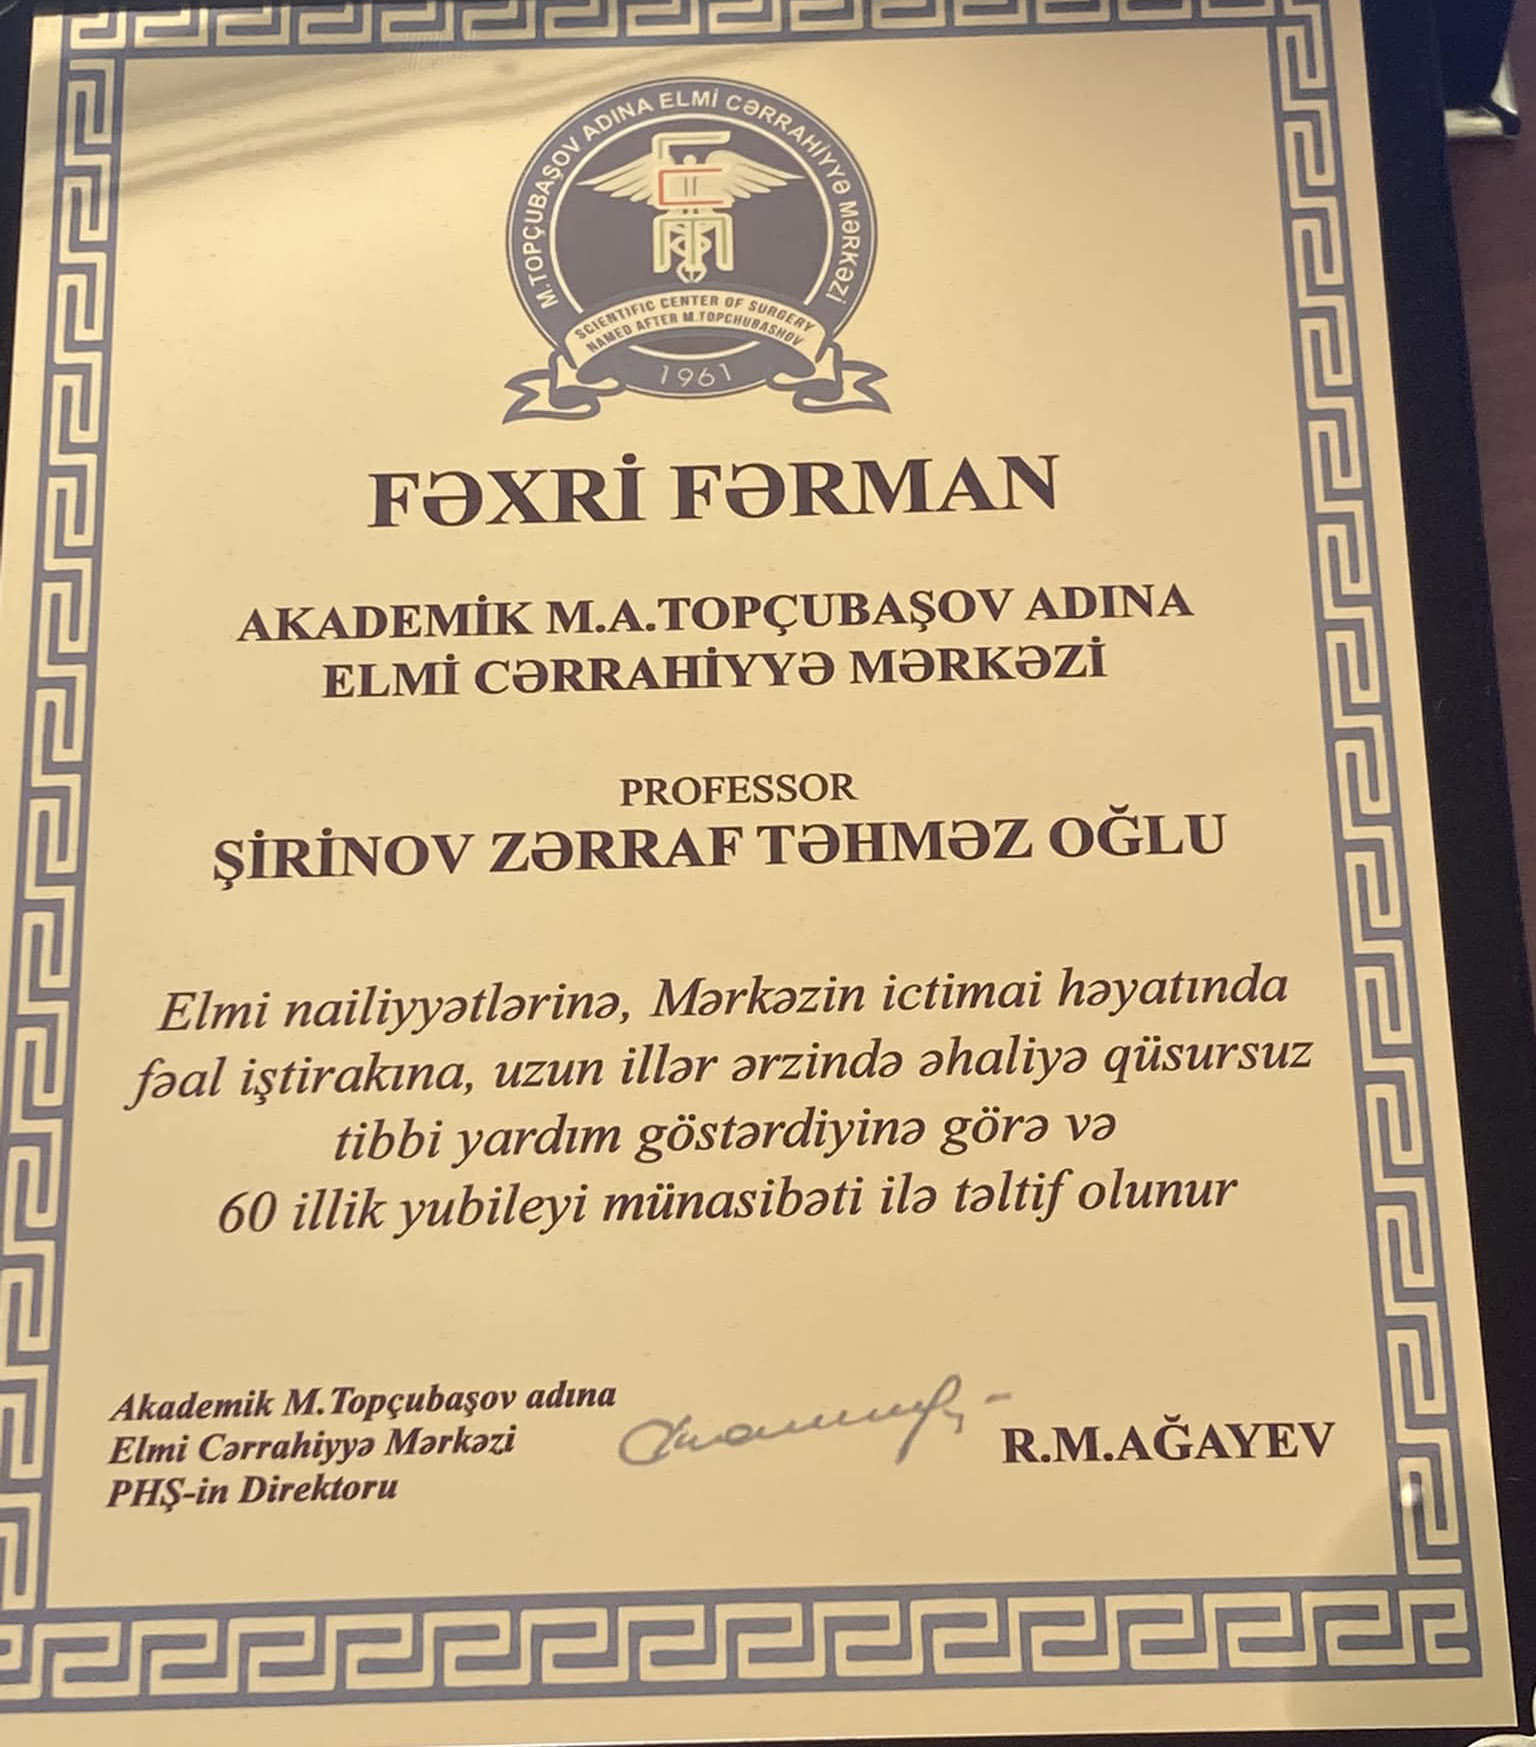 M.TOPÇUBAŞOV ADINA ELMİ CƏRRAHİYYƏ MƏRKƏZİ
SCIENTIFIC CENTER OF SURGERY
NAMED AFTER M.TOPCHUBASHOV
1961
FƏXRİ FƏRMAN
AKADEMİK M.A.TOPÇUBAŞOV ADINA
ELMİ CƏRRAHİYYƏ MƏRKƏZİ
PROFESSOR
ŞİRİNOV ZƏRRAF TƏHMƏZ OĞLU
Elmi nailiyyətlərinə, Mərkəzin ictimai həyatında
fəal iştirakına, uzun illər ərzində əhaliyə qüsursuz
tibbi yardım göstərdiyinə görə və
60 illik yubileyi münasibəti ilə təltif olunur
Akademik M.Topçubaşov adına
Elmi Cərrahiyyə Mərkəzi
PHŞ-in Direktoru
R.M.AĞAYEV